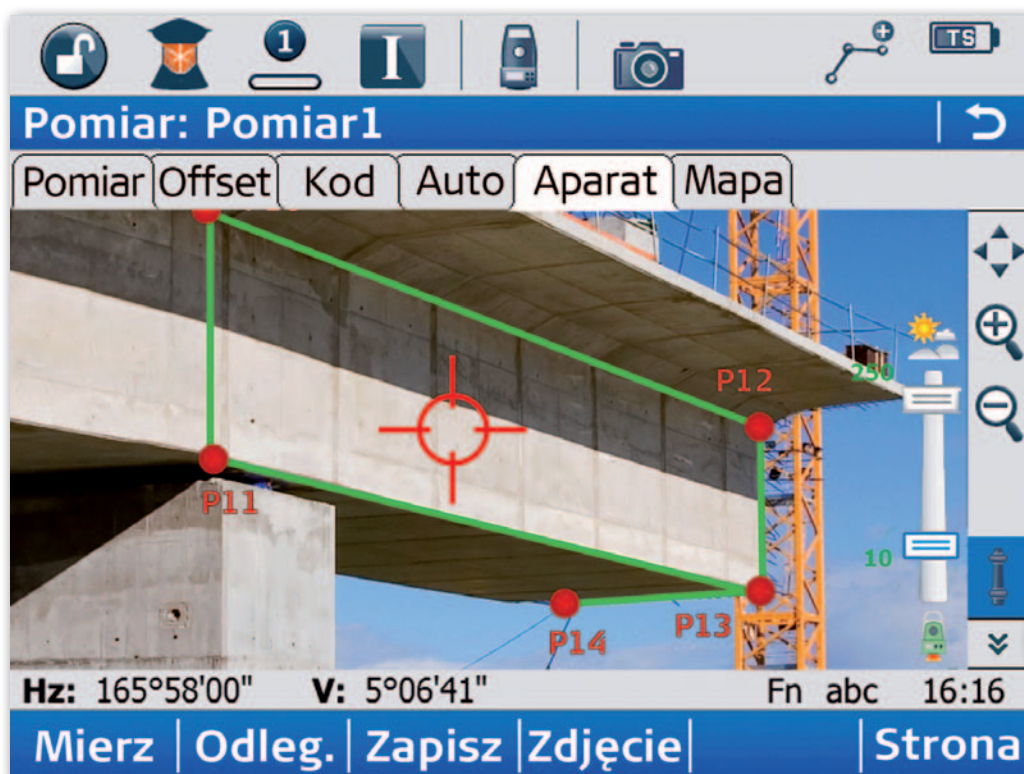 1 I TS
Pomiar: Pomiar1
Pomiar Offset Kod Auto Aparat Mapa
P12
250
P11
10
P13
P14
Hz: 165°58'00" V: 5°06'41" Fn abc 16:16
Mierz Odleg. Zapisz Zdjęcie Strona